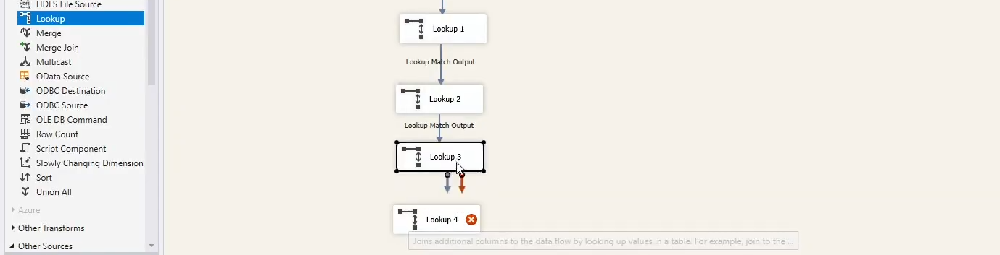 HDFS File Source
Lookup
Merge
Merge Join
Multicast
OData Source
ODBC Destination
ODBC Source
OLE DB Command
Row Count
Script Component
Slowly Changing Dimension
Sort
Union All
Azure
Other Transforms
Other Sources
Lookup 1
Lookup Match Output
Lookup 2
Lookup Match Output
Lookup 3
Lookup 4
Joins additional columns to the data flow by looking up values in a table. For example, join to the ...